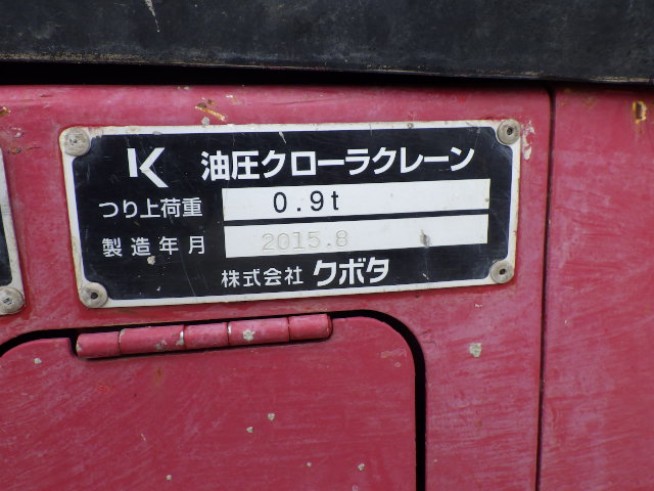 K 油圧クローラクレーン
つり上荷重 0.9t
製造年月 2015.8
株式会社 クボタ